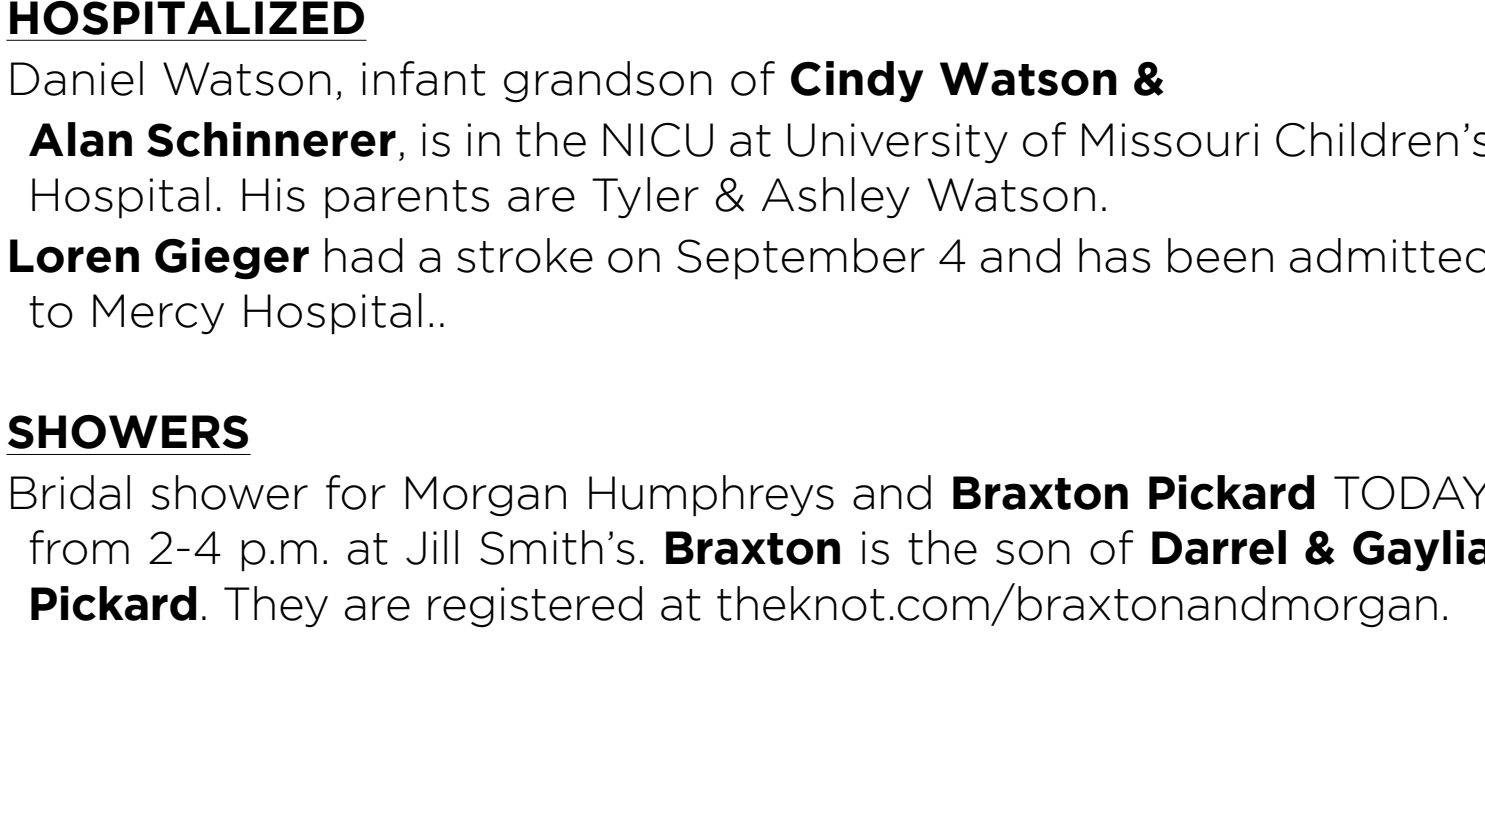 HOSPITALIZED
Daniel Watson, infant grandson of Cindy Watson &
Alan Schinnerer, is in the NICU at University of Missouri Children’s
Hospital. His parents are Tyler & Ashley Watson.
Loren Gieger had a stroke on September 4 and has been admitted
to Mercy Hospital..
SHOWERS
Bridal shower for Morgan Humphreys and Braxton Pickard TODAY
from 2-4 p.m. at Jill Smith’s. Braxton is the son of Darrel & Gaylia
Pickard. They are registered at theknot.com/braxtonandmorgan.